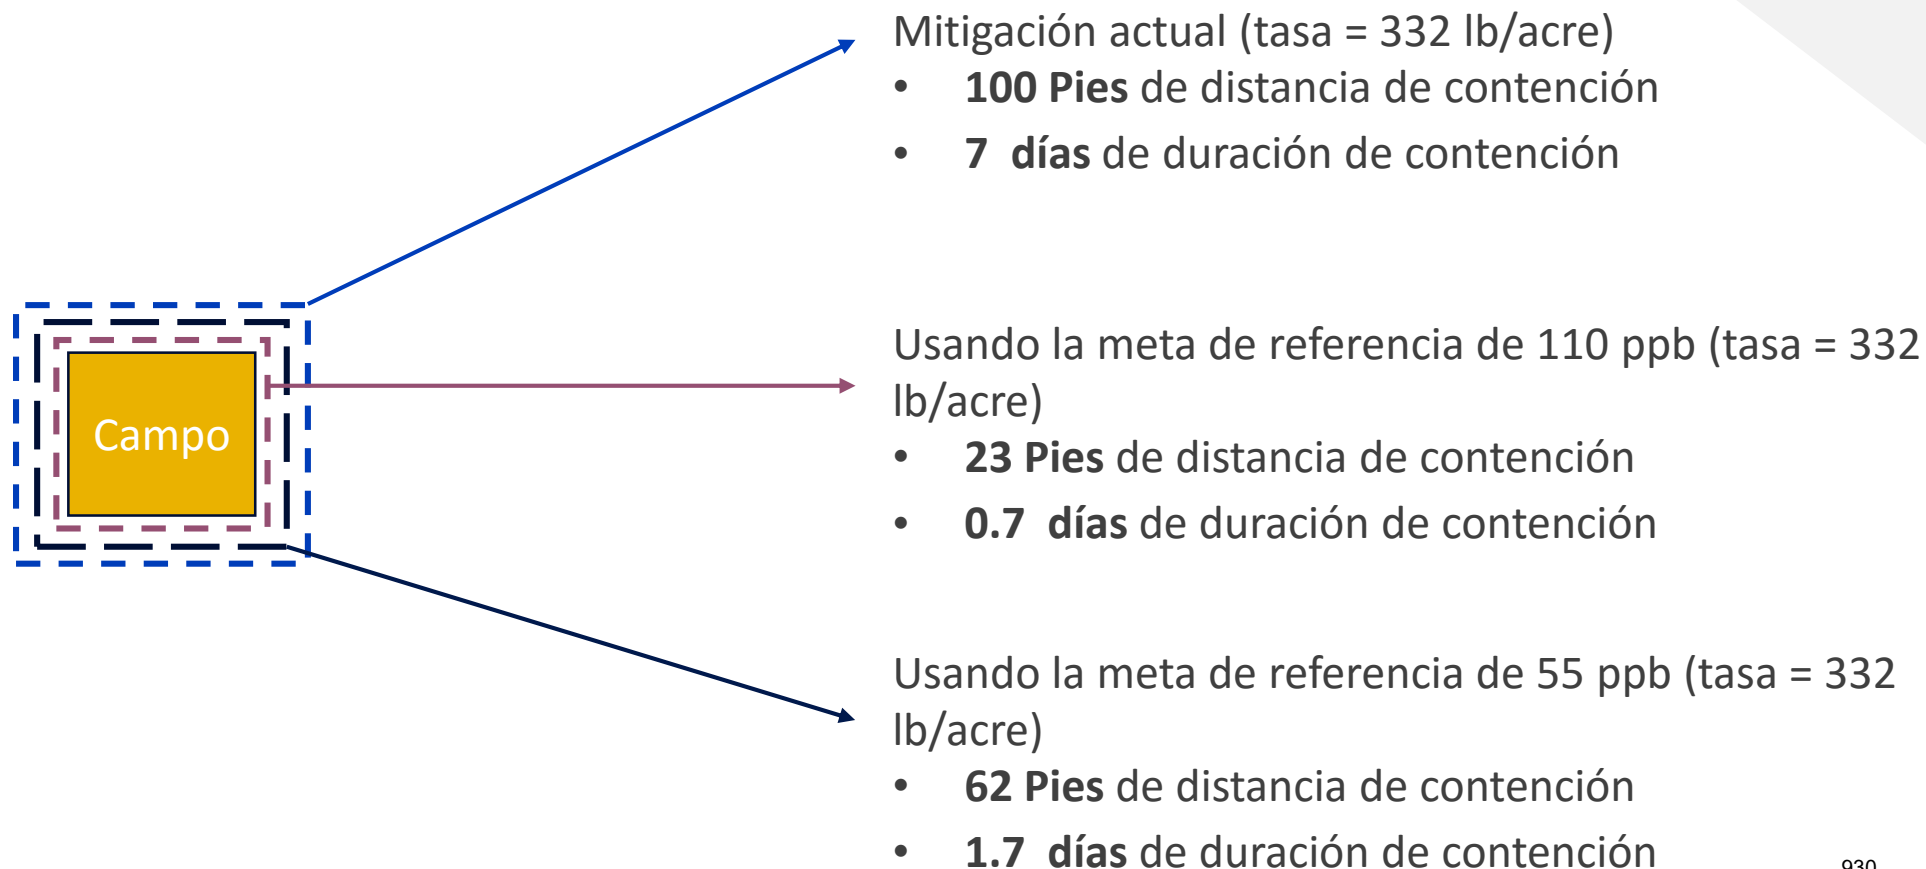 Mitigación actual (tasa = 332 lb/acre)
• 100 Pies de distancia de contención
• 7 días de duración de contención
Usando la meta de referencia de 110 ppb (tasa = 332
lb/acre)
• 23 Pies de distancia de contención
• 0.7 días de duración de contención
Campo
Usando la meta de referencia de 55 ppb (tasa = 332
lb/acre)
• 62 Pies de distancia de contención
• 1.7 días de duración de contención
930